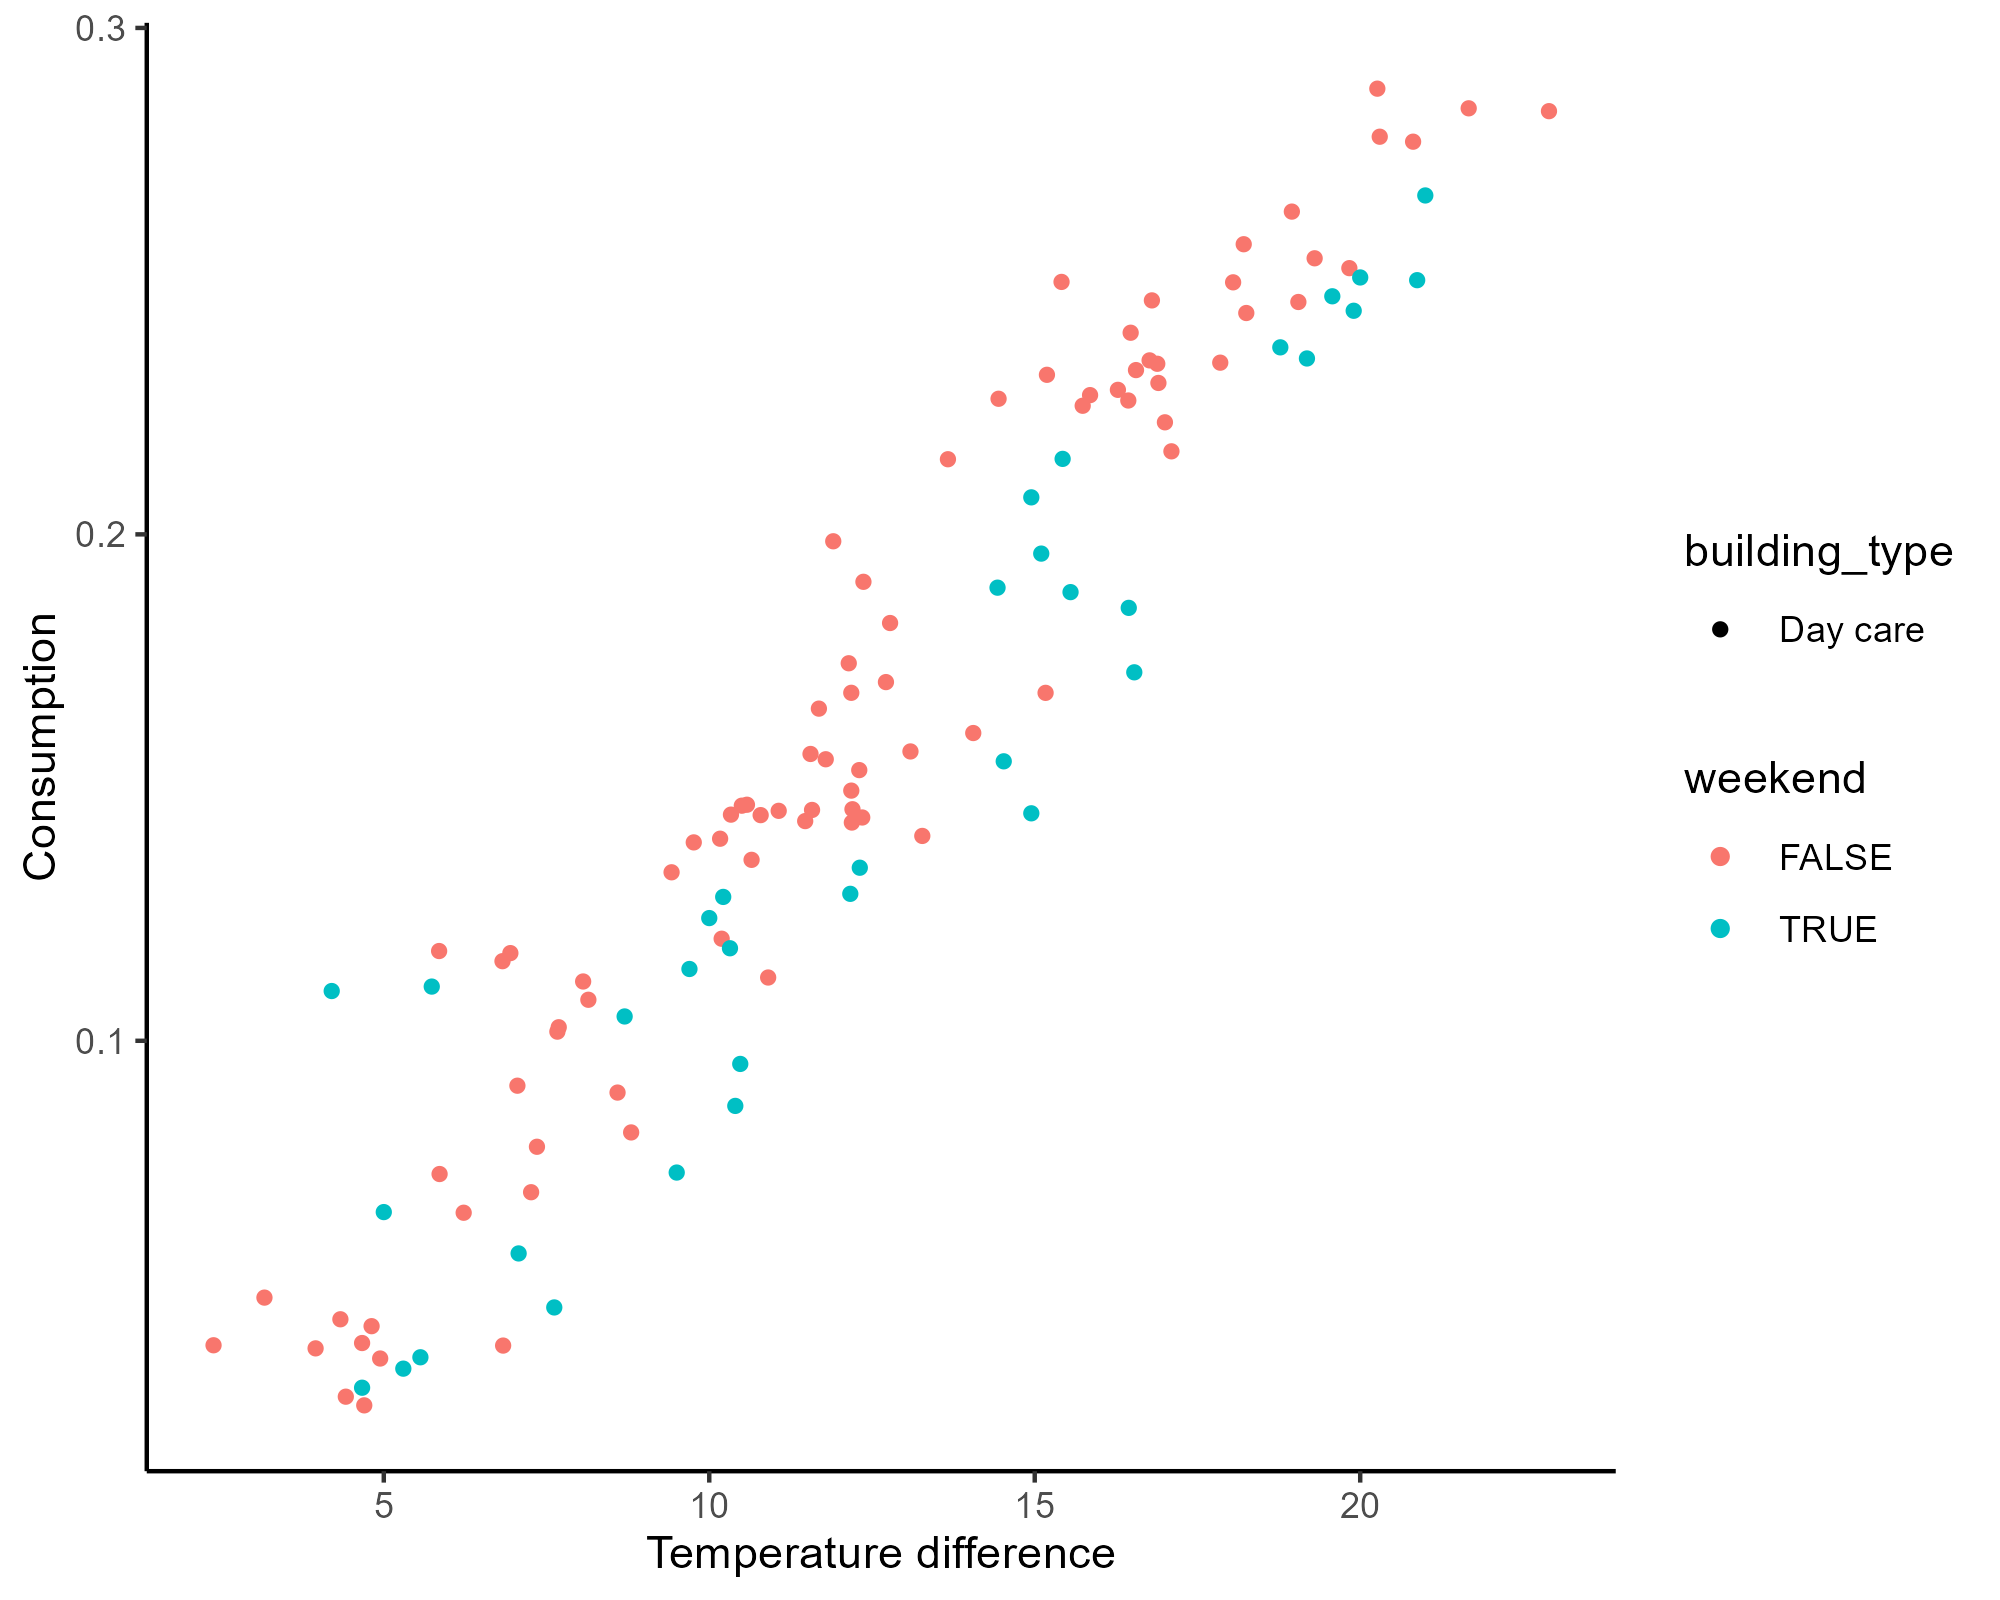 0.3
0.2
0.1
Consumption
5
10
15
20
Temperature difference
building_type
Day care
weekend
FALSE
TRUE